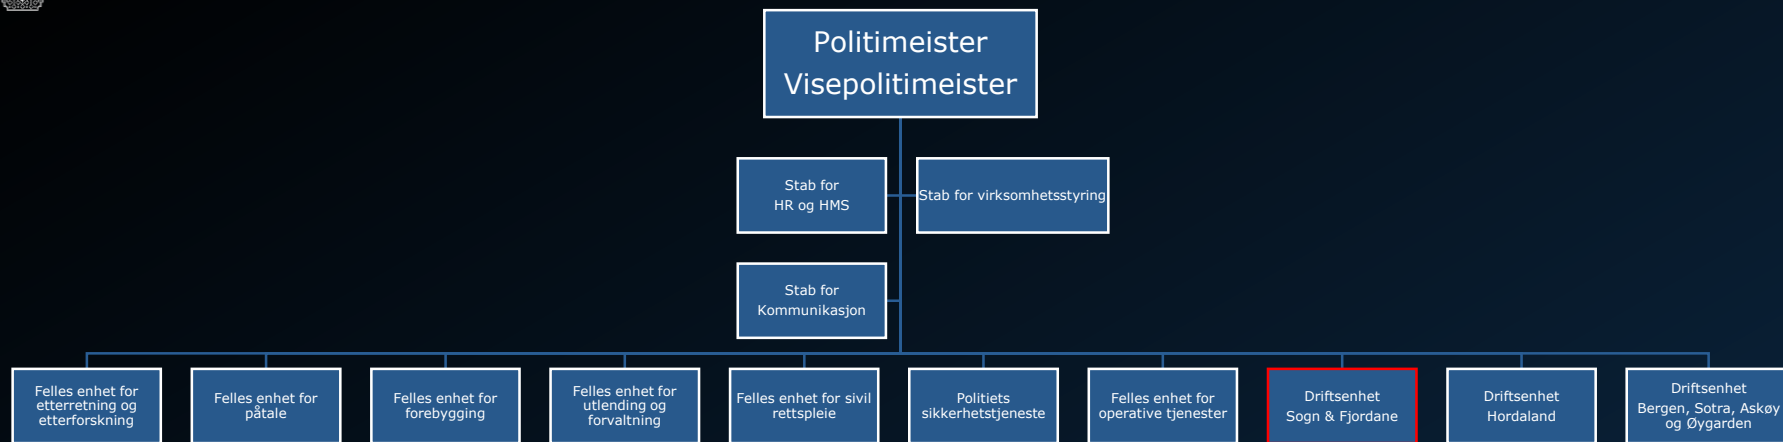 Politimeister
Visepolitimeister
Stab for
HR og HMS
Stab for virksomhetsstyring
Stab for
Kommunikasjon
Felles enhet for
etterretning og
etterforskning
Felles enhet for
påtale
Felles enhet for
forebygging
Felles enhet for
utlending og
forvaltning
Felles enhet for sivil
rettspleie
Politiets
sikkerhetstjeneste
Felles enhet for
operative tjenester
Driftsenhet
Sogn & Fjordane
Driftsenhet
Hordaland
Driftsenhet
Bergen, Sotra, Askøy
og Øygarden